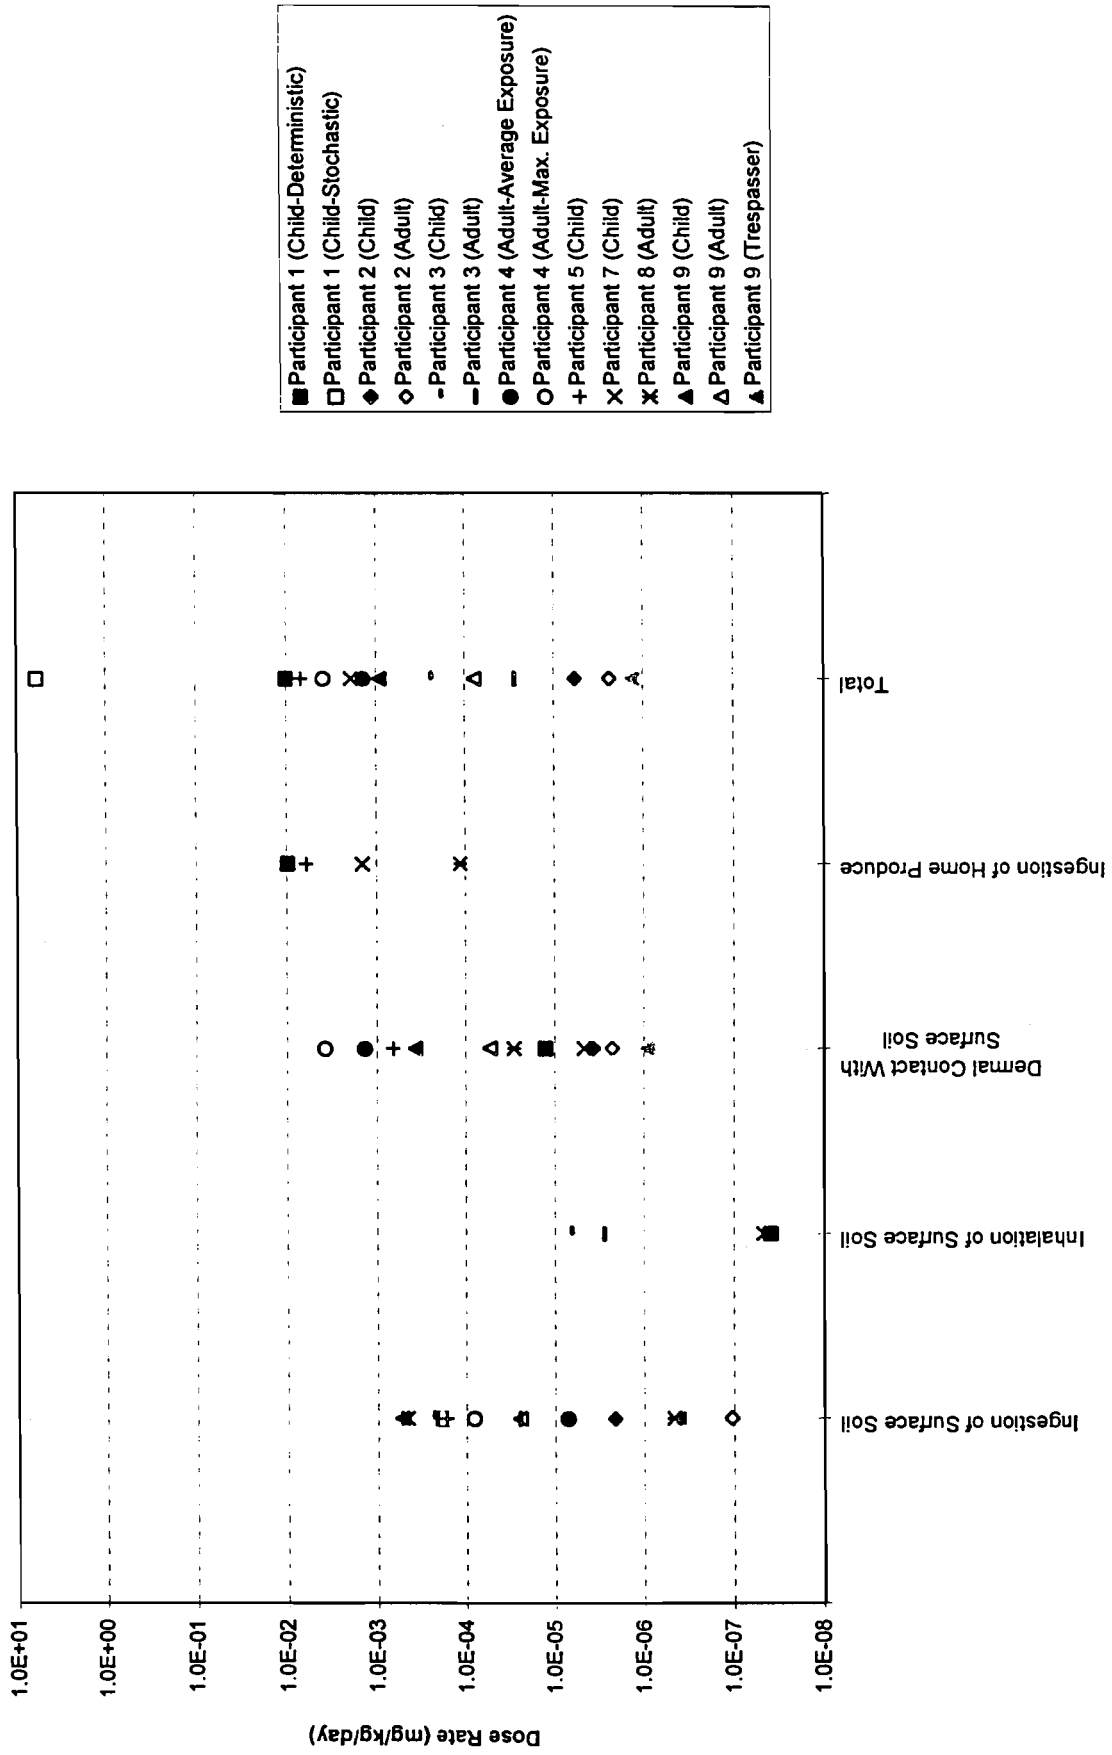 1.0E+01
1.0E+00
1.0E-01
1.0E-02
1.0E-03
1.0E-04
1.0E-05
1.0E-06
1.0E-07
1.0E-08
Dose Rate (mg/kg/day)
Ingestion of Surface Soil
Inhalation of Surface Soil
Dermal Contact With
Surface Soil
Ingestion of Home Produce
Total
Participant 1 (Child-Deterministic)
Participant 1 (Child-Stochastic)
Participant 2 (Child)
Participant 2 (Adult)
Participant 3 (Child)
Participant 3 (Adult)
Participant 4 (Adult-Average Exposure)
Participant 4 (Adult-Max. Exposure)
Participant 5 (Child)
Participant 7 (Child)
Participant 8 (Adult)
Participant 9 (Child)
Participant 9 (Adult)
Participant 9 (Trespasser)